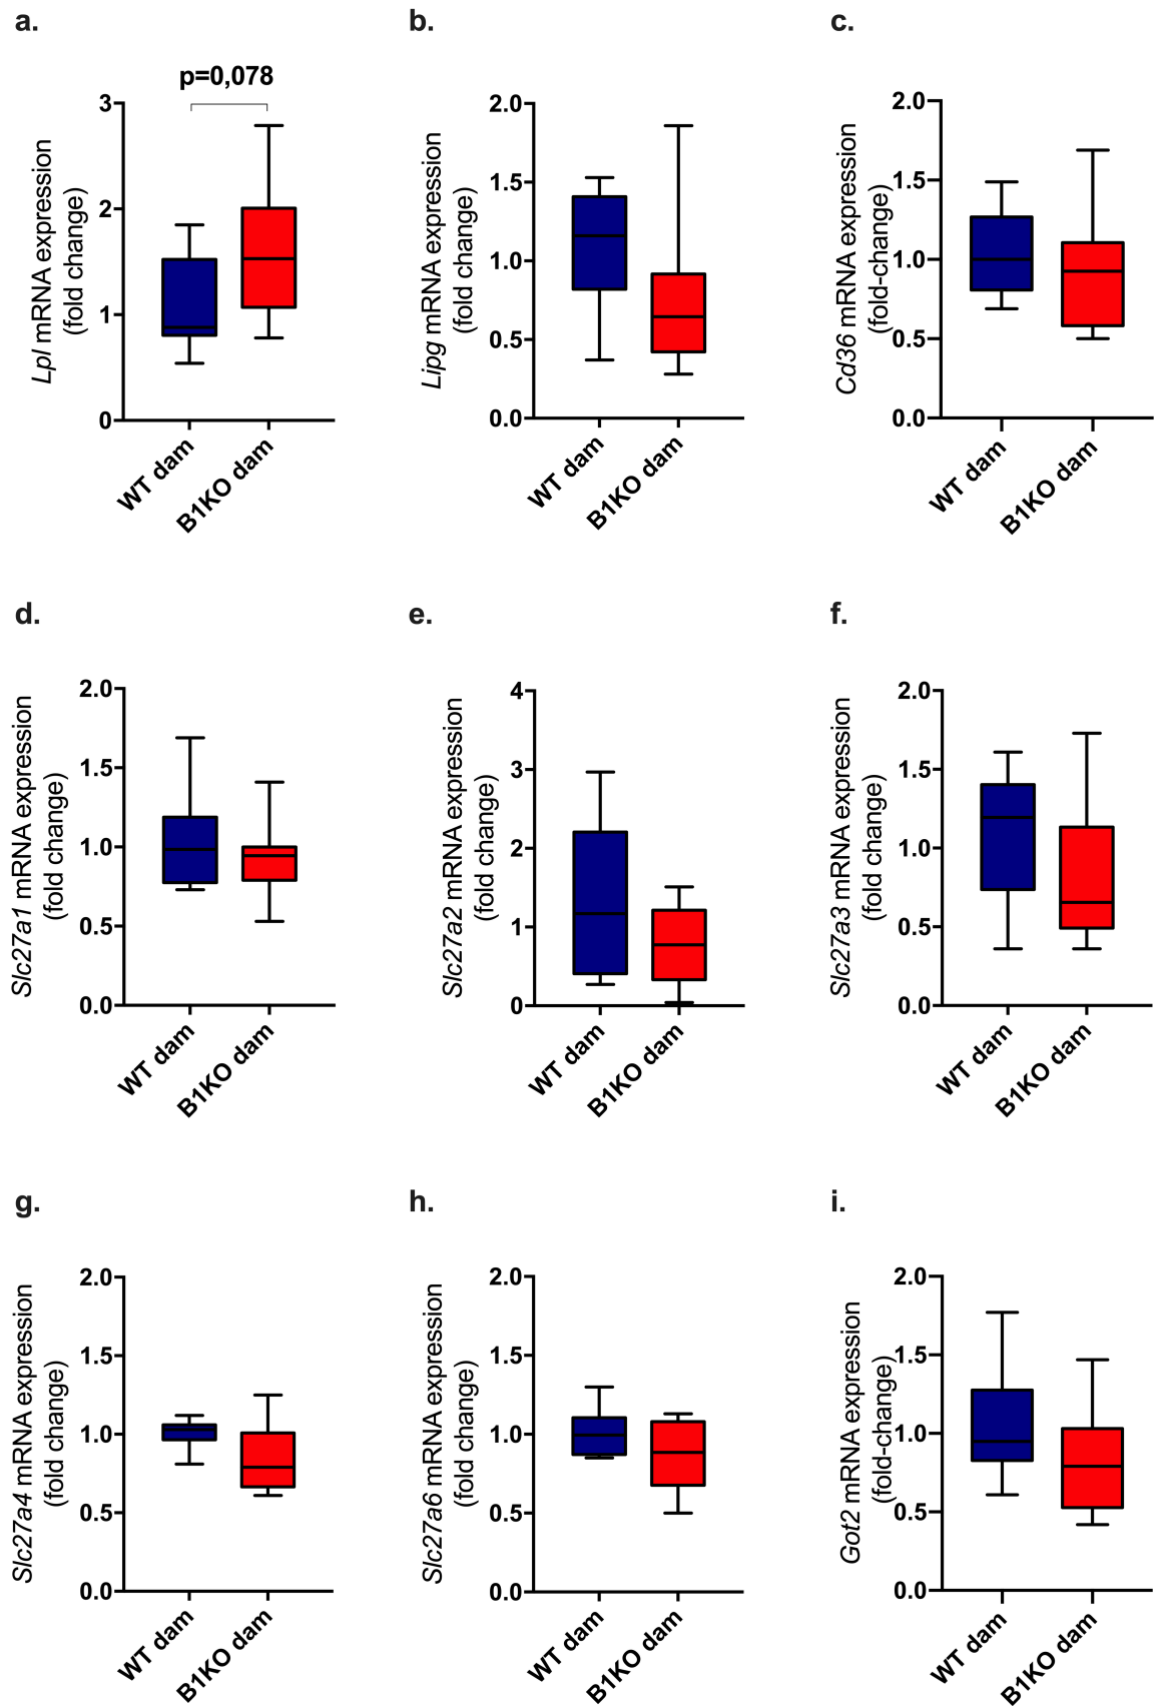 a.
p=0,078
Lpl mRNA expression
(fold change)
3
2
1
0
WT dam
B1KO dam
b.
Lipg mRNA expression
(fold change)
2.0
1.5
1.0
0.5
0.0
WT dam
B1KO dam
c.
Cd36 mRNA expression
(fold-change)
2.0
1.5
1.0
0.5
0.0
WT dam
B1KO dam
d.
Slc27a1 mRNA expression
(fold change)
2.0
1.5
1.0
0.5
0.0
WT dam
B1KO dam
e.
Slc27a2 mRNA expression
(fold change)
4
3
2
1
0
WT dam
B1KO dam
f.
Slc27a3 mRNA expression
(fold change)
2.0
1.5
1.0
0.5
0.0
WT dam
B1KO dam
g.
Slc27a4 mRNA expression
(fold change)
2.0
1.5
1.0
0.5
0.0
WT dam
B1KO dam
h.
Slc27a6 mRNA expression
(fold change)
2.0
1.5
1.0
0.5
0.0
WT dam
B1KO dam
i.
Got2 mRNA expression
(fold-change)
2.0
1.5
1.0
0.5
0.0
WT dam
B1KO dam